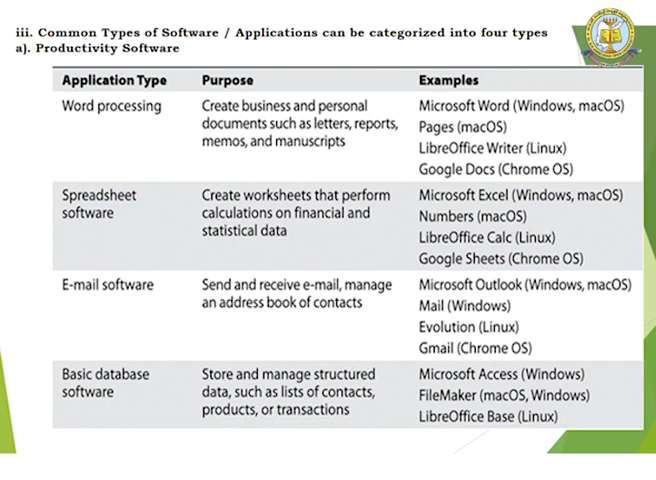 iii. Common Types of Software / Applications can be categorized into four types
a). Productivity Software
Application Type Purpose Examples
Word processing Create business and personal Microsoft Word (Windows, macOS)
documents such as letters, reports, Pages (macOS)
memos, and manuscripts LibreOffice Writer (Linux)
Google Docs (Chrome OS)
Spreadsheet Create worksheets that perform Microsoft Excel (Windows, macOS)
software calculations on financial and Numbers (macOS)
statistical data LibreOffice Calc (Linux)
Google Sheets (Chrome OS)
E-mail software Send and receive e-mail, manage Microsoft Outlook (Windows, macOS)
an address book of contacts Mail (Windows)
Evolution (Linux)
Gmail (Chrome OS)
Basic database Store and manage structured Microsoft Access (Windows)
software data, such as lists of contacts, FileMaker (macOS, Windows)
products, or transactions LibreOffice Base (Linux)